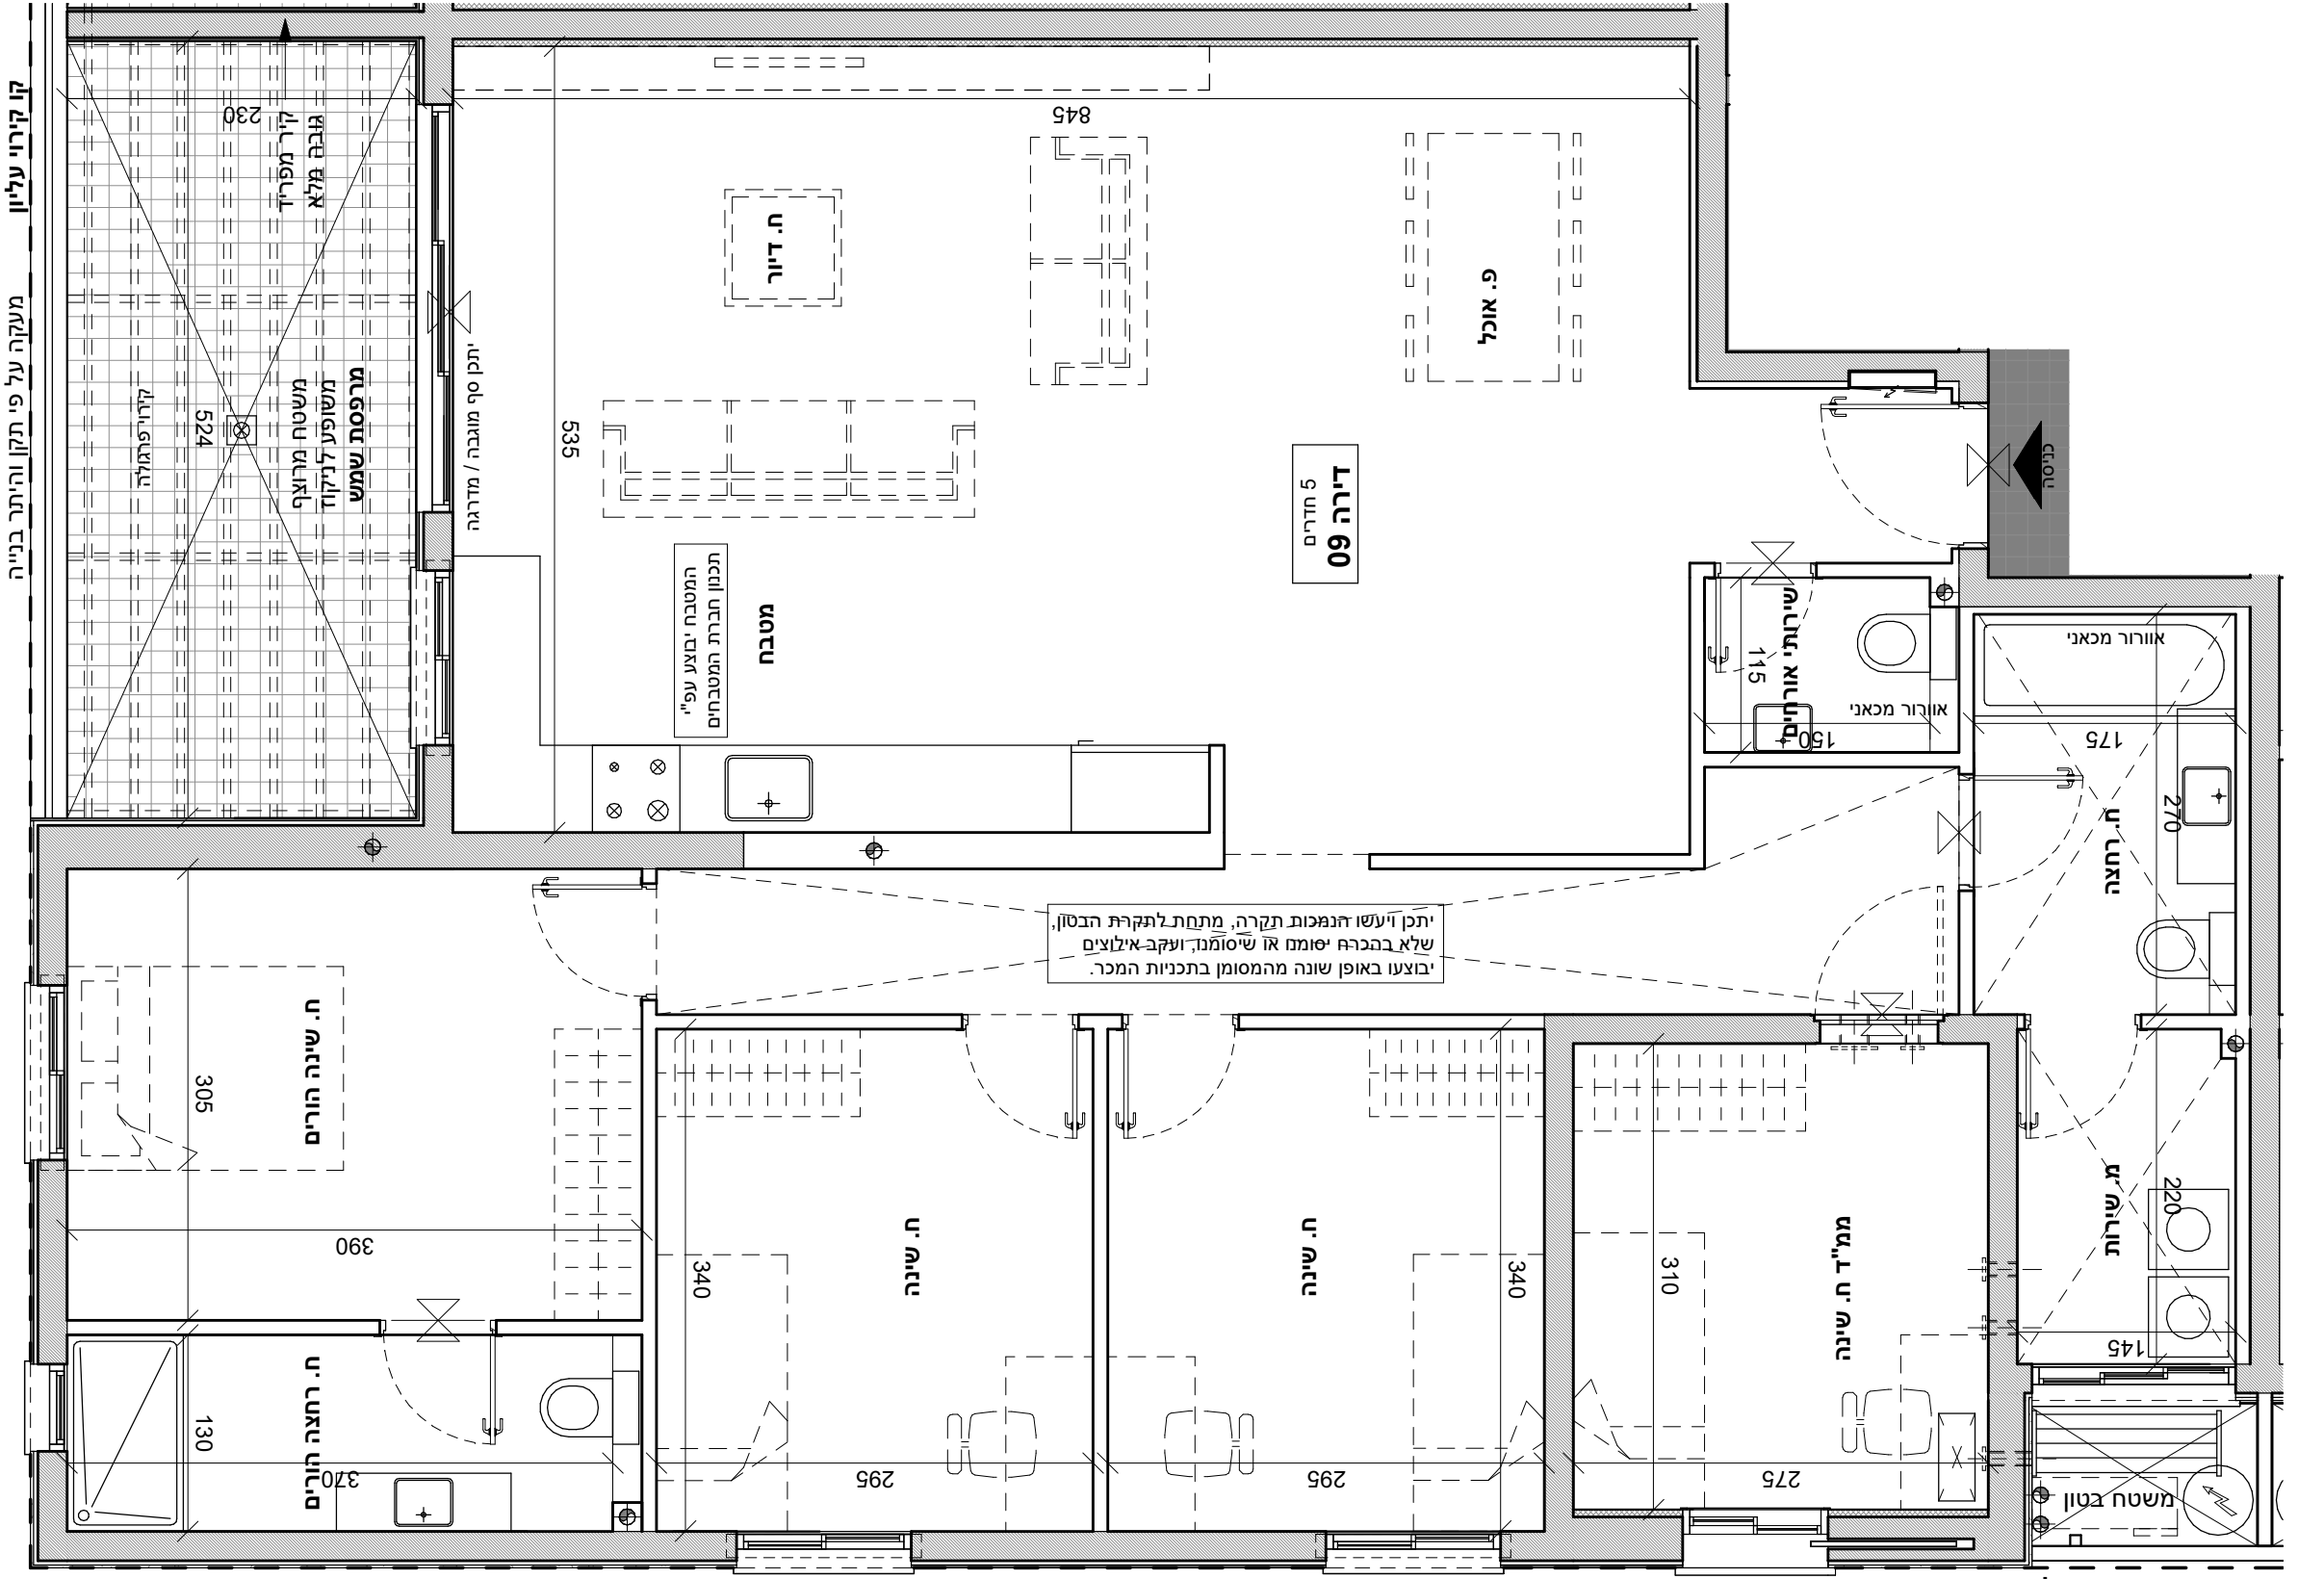 קו קירוי עליון
מעקה על פי תקן והיתר בנייה
230
קיר מפריד
גובה מלא
קירוי פרגולה
524
מרפסת שמש
משופע לניקוז
משטח מרוצף
יתכן סף מוגבה / מדרגה
845
535
ח. דיור
פ. אוכל
דירה 09
5 חדרים
כניסה
מטבח
תכנון חברת המטבחים
המטבח יבוצע עפ"י
שירותי אורחים
115
150
אוורור מכאני
אוורור מכאני
175
270
ח. רחצה
יתכן ויעשו הנמכות תקרה, מתחת לתקרת הבטון,
שלא בהכרח יסומנו או שיסומנו, ועקב אילוצים
יבוצעו באופן שונה מהמסומן בתכניות המכר.
ח. שינה הורים
305
390
ח. רחצה הורים
130
370
ח. שינה
340
295
ח. שינה
340
295
ממ"ד ח. שינה
310
275
מ. שירות
220
145
משטח בטון